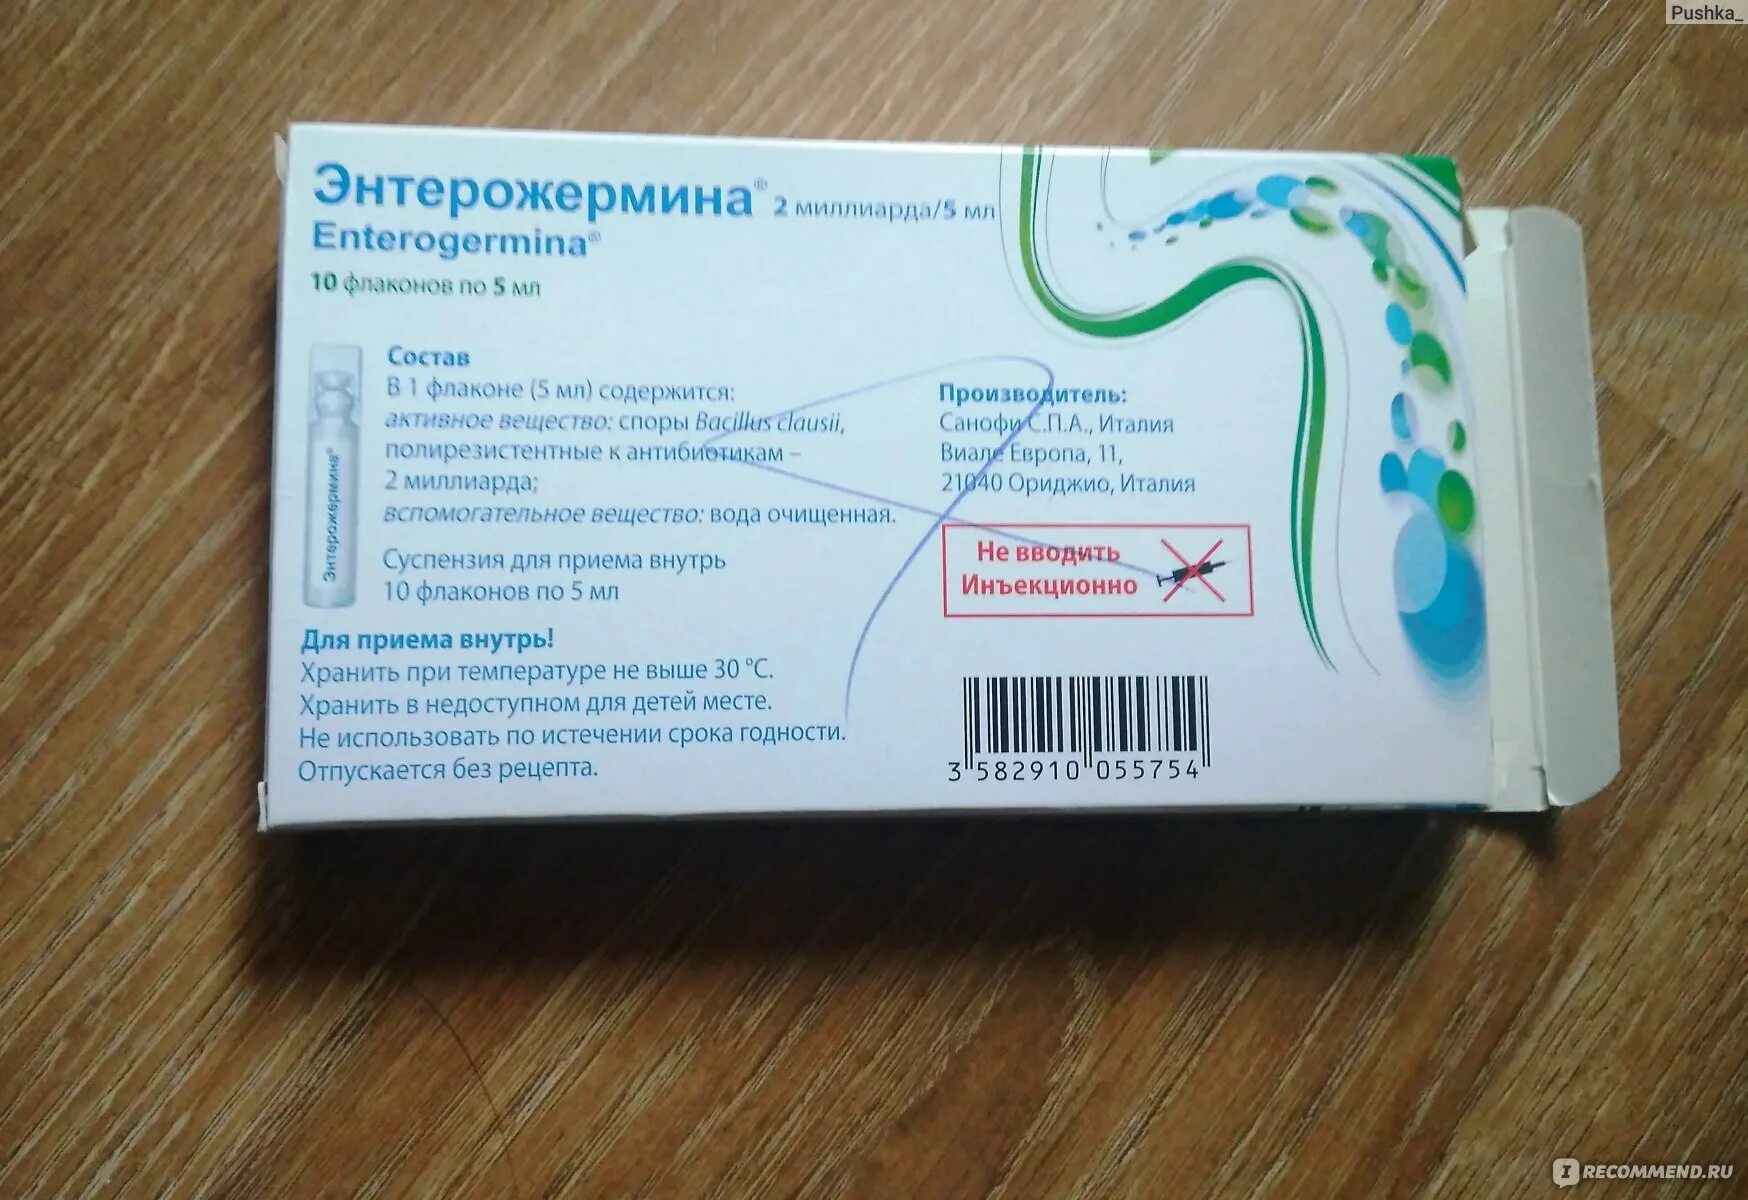 Pushka_
Энтерожермина® 2 миллиарда/5 мл
Enterogermina®
10 флаконов по 5 мл
Энтерожермина®
Состав
В 1 флаконе (5 мл) содержится:
активное вещество: споры Bacillus clausii,
полирезистентные к антибиотикам –
2 миллиарда;
вспомогательное вещество: вода очищенная.
Суспензия для приема внутрь
10 флаконов по 5 мл
Для приема внутрь!
Хранить при температуре не выше 30 °С.
Хранить в недоступном для детей месте.
Не использовать по истечении срока годности.
Отпускается без рецепта.
Производитель:
Санофи С.П.А., Италия
Виале Европа, 11,
21040 Ориджио, Италия
Не вводить
Инъекционно
3 582910 055754
IRECOMMEND.RU